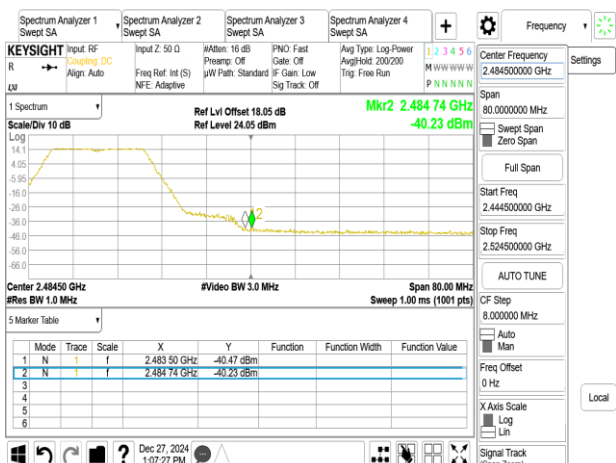 Spectrum Analyzer 1
Swept SA
Spectrum Analyzer 2
Swept SA
Spectrum Analyzer 3
Swept SA
Spectrum Analyzer 4
Swept SA
+
Frequency
KEYSIGHT
R
Input: RF
Coupling: DC
Align: Auto
Input Z: 50 Ω
Freq Ref: Int (S)
NFE: Adaptive
#Atten: 16 dB
Preamp: Off
µW Path: Standard
PNO: Fast
Gate: Off
IF Gain: Low
Sig Track: Off
Avg Type: Log-Power
Avg|Hold: 200/200
Trig: Free Run
1 2 3 4 5 6
M W W W W W
P N N N N N
1 Spectrum
Scale/Div 10 dB
Ref Lvl Offset 18.05 dB
Ref Level 24.05 dBm
Mkr2 2.484 74 GHz
-40.23 dBm
Log
14.1
4.05
-5.95
-16.0
-26.0
-36.0
-46.0
-56.0
-66.0
2
Center 2.48450 GHz
#Res BW 1.0 MHz
#Video BW 3.0 MHz
Span 80.00 MHz
Sweep 1.00 ms (1001 pts)
5 Marker Table
Mode Trace Scale X Y Function Function Width Function Value
1 N 1 f 2.483 50 GHz -40.47 dBm
2 N 1 f 2.484 74 GHz -40.23 dBm
3
4
5
6
?
Dec 27, 2024
1:07:27 PM
Center Frequency
2.484500000 GHz
Span
80.0000000 MHz
Swept Span
Zero Span
Full Span
Start Freq
2.444500000 GHz
Stop Freq
2.524500000 GHz
AUTO TUNE
CF Step
8.000000 MHz
Auto
Man
Freq Offset
0 Hz
X Axis Scale
Log
Lin
Signal Track
Settings
Local